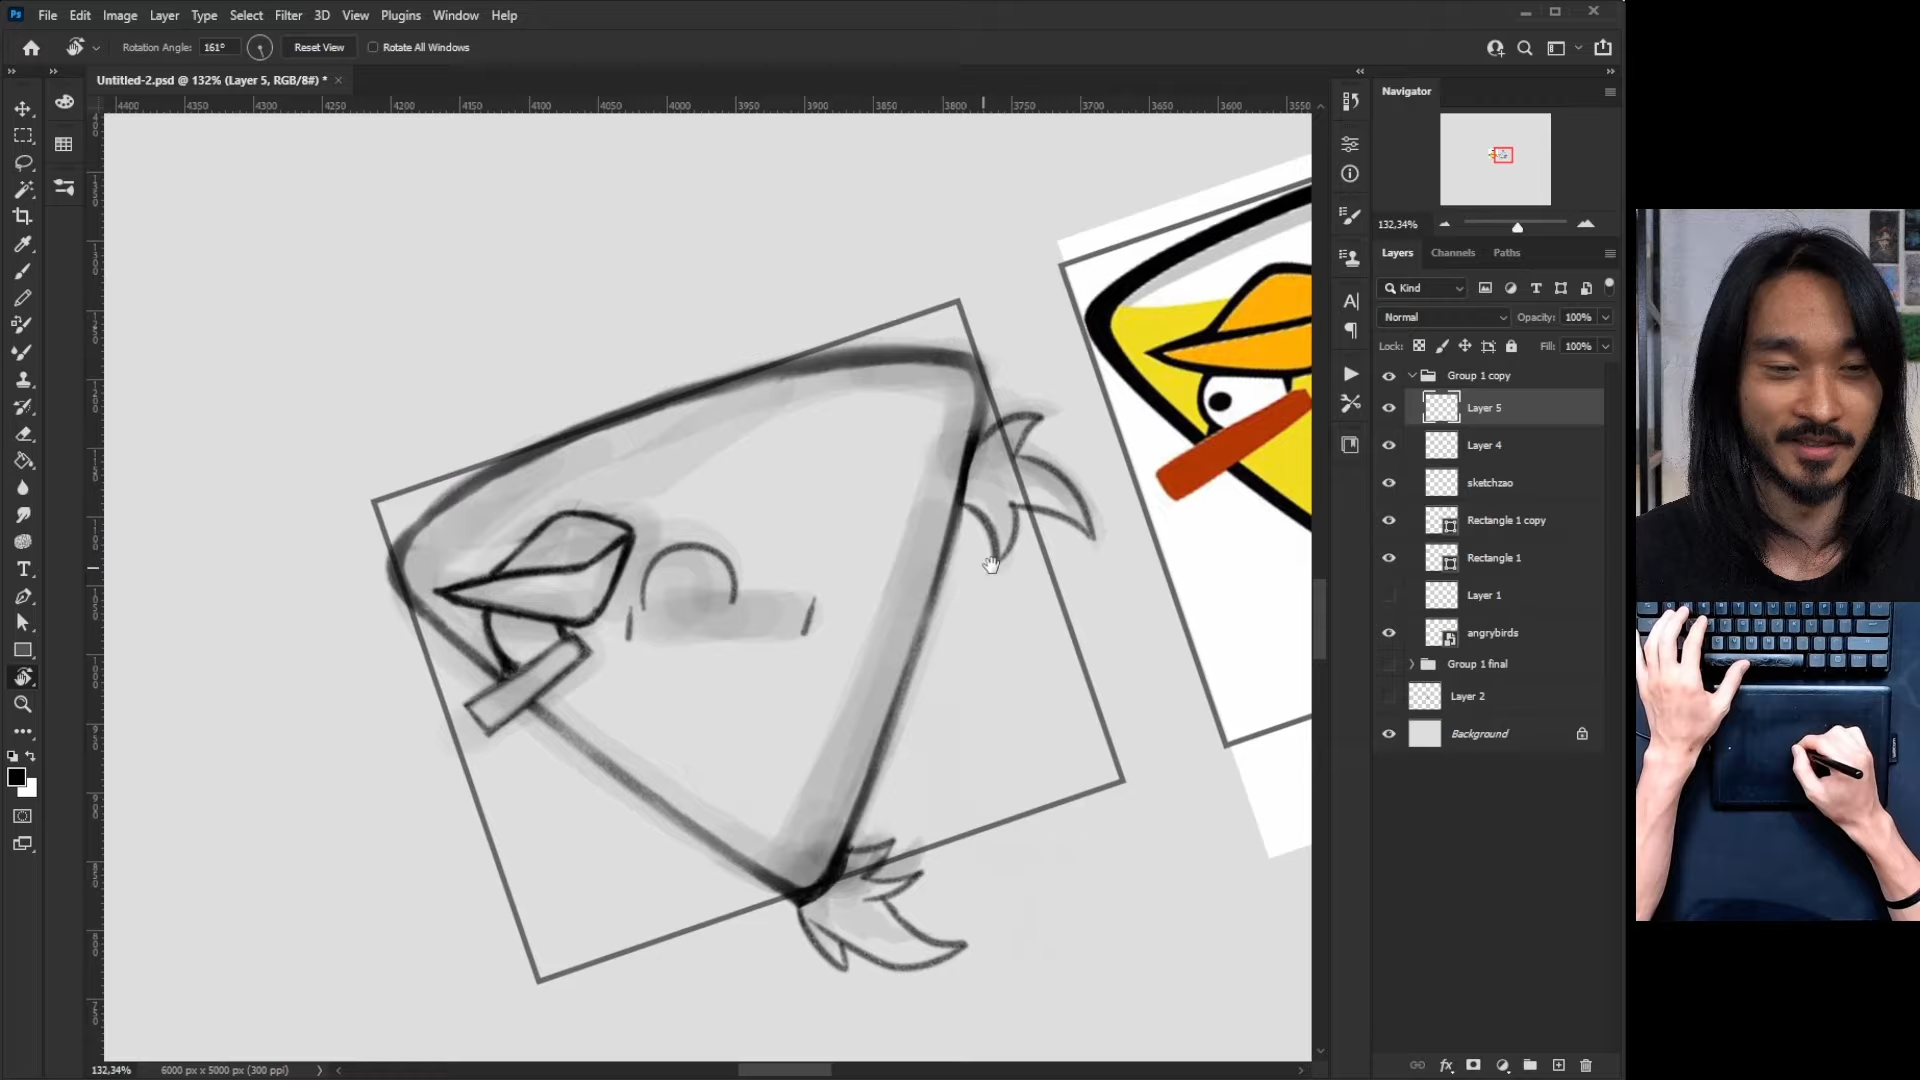 Ps File Edit Image Layer Type Select Filter 3D View Plugins Window Help
Rotation Angle: 161° Reset View Rotate All Windows
Untitled-2.psd @ 132% (Layer 5, RGB/8#) * ×
4400 4350 4300 4250 4200 4150 4100 4050 4000 3950 3900 3850 3800 3750 3700 3650 3600 3550
Navigator
132,34%
Layers Channels Paths
Kind
Normal Opacity: 100%
Lock: Fill: 100%
Group 1 copy
Layer 5
Layer 4
sketchzao
Rectangle 1 copy
Rectangle 1
Layer 1
angrybirds
Group 1 final
Layer 2
Background
132,34% 6000 px x 5000 px (300 ppi)